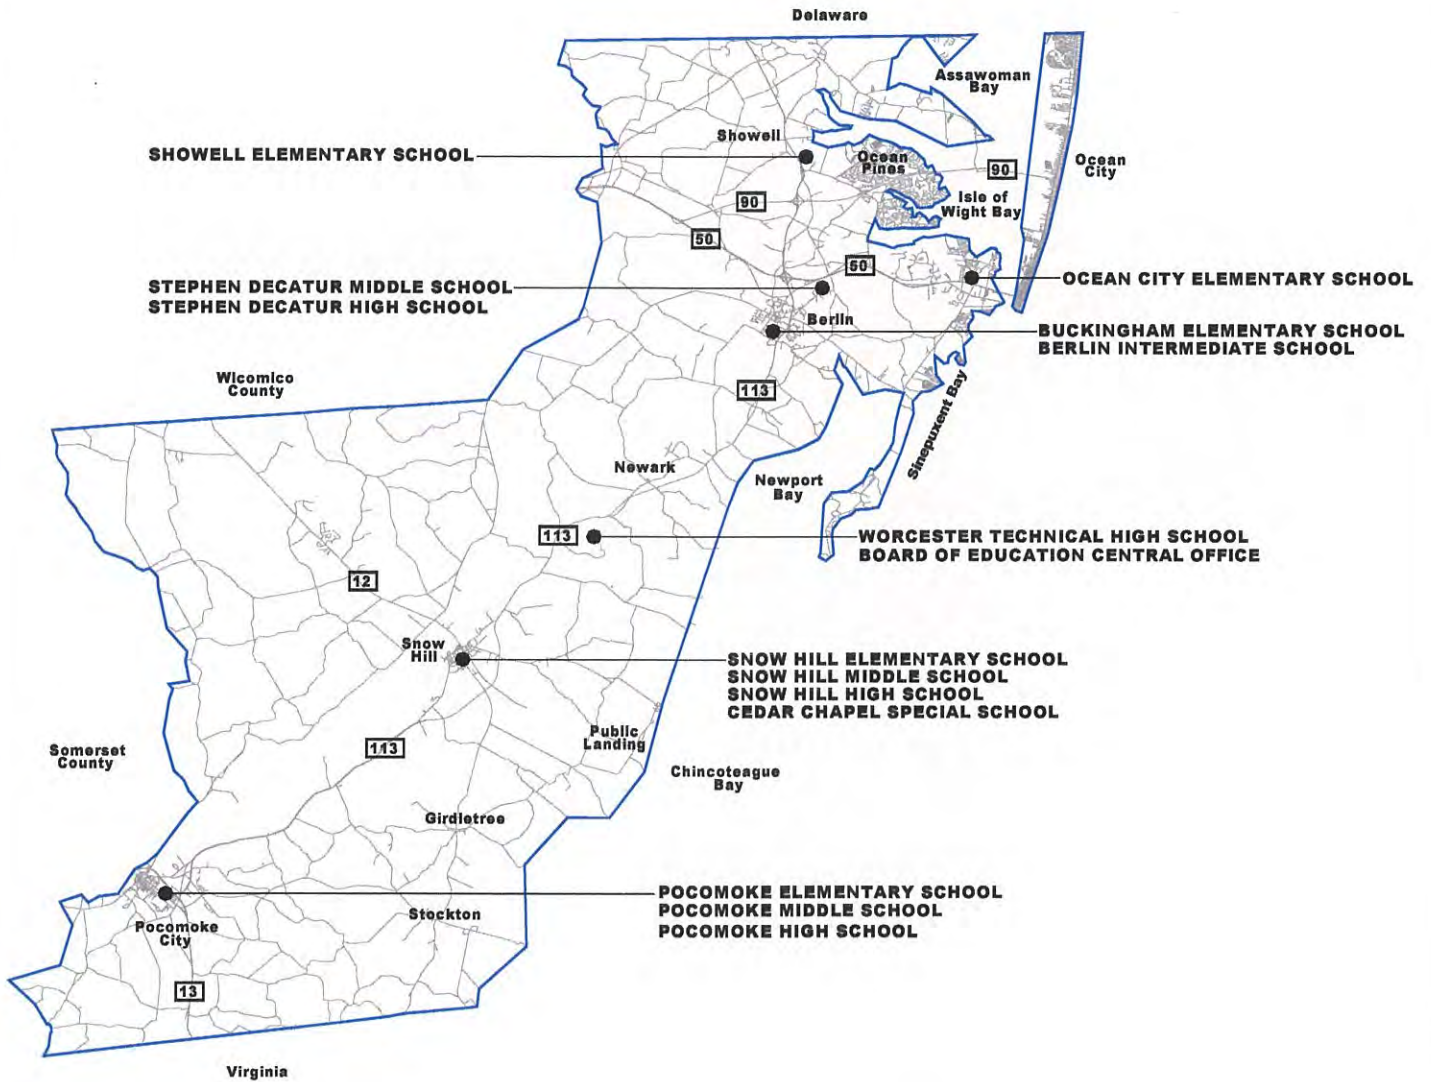 Delaware
Assawoman
Bay
Showell
SHOWELL ELEMENTARY SCHOOL
Ocean
Pines
90
Ocean
City
90
Isle of
Wight Bay
50
50
STEPHEN DECATUR MIDDLE SCHOOL
STEPHEN DECATUR HIGH SCHOOL
OCEAN CITY ELEMENTARY SCHOOL
Berlin
BUCKINGHAM ELEMENTARY SCHOOL
BERLIN INTERMEDIATE SCHOOL
Wicomico
County
113
Sinepuxent Bay
Newark
Newport
Bay
113
WORCESTER TECHNICAL HIGH SCHOOL
BOARD OF EDUCATION CENTRAL OFFICE
12
Snow
Hill
SNOW HILL ELEMENTARY SCHOOL
SNOW HILL MIDDLE SCHOOL
SNOW HILL HIGH SCHOOL
CEDAR CHAPEL SPECIAL SCHOOL
Public
Landing
113
Somerset
County
Chincoteague
Bay
Girdletree
POCOMOKE ELEMENTARY SCHOOL
POCOMOKE MIDDLE SCHOOL
POCOMOKE HIGH SCHOOL
Stockton
Pocomoke
City
13
Virginia